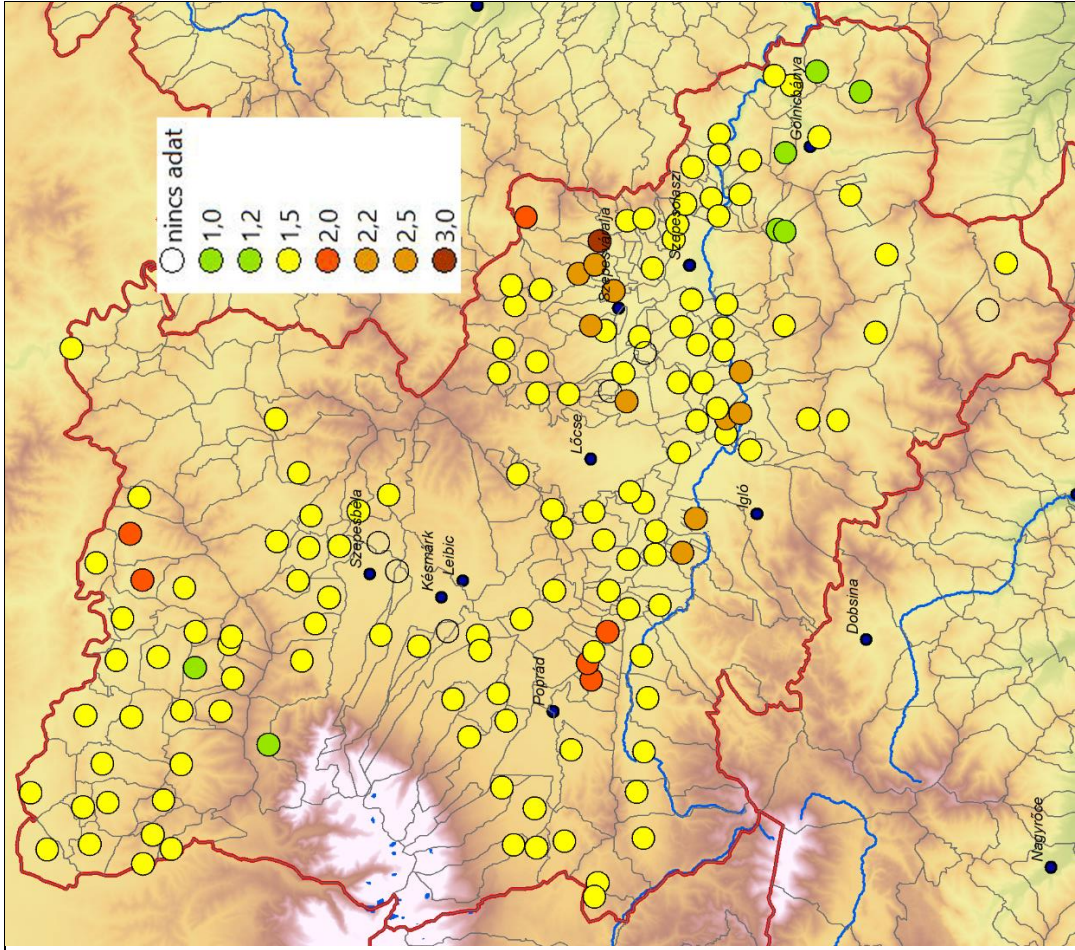 nincs adat
1,0
1,2
1,5
2,0
2,2
2,5
3,0
Szepesbéla
Késmárk
Leibic
Poprád
Lőcse
Szepesváralja
Szepesolaszi
Gölnicbánya
Igló
Dobsina
Nagyrőce